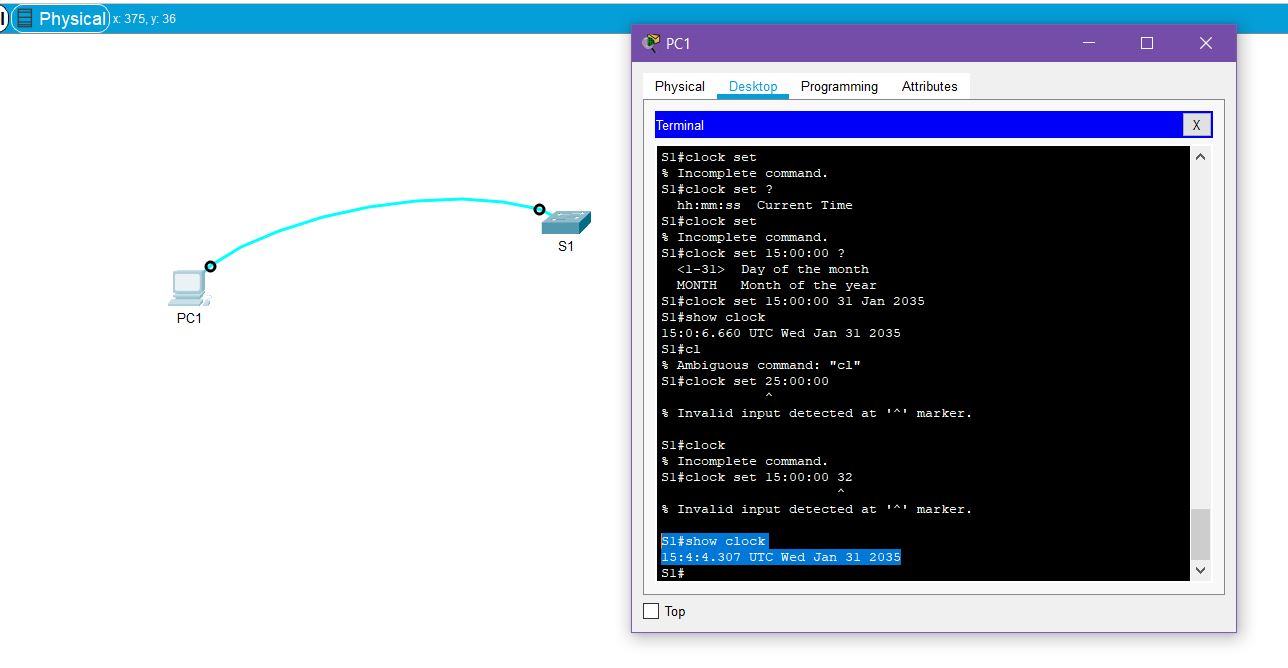 Physical x: 375, y: 36
PC1
Physical Desktop Programming Attributes
Terminal X
S1#clock set
% Incomplete command.
S1#clock set ?
hh:mm:ss Current Time
S1#clock set
% Incomplete command.
S1#clock set 15:00:00 ?
<1-31> Day of the month
MONTH Month of the year
S1#clock set 15:00:00 31 Jan 2035
S1#show clock
15:0:6.660 UTC Wed Jan 31 2035
S1#cl
% Ambiguous command: "cl"
S1#clock set 25:00:00
^
% Invalid input detected at '^' marker.
S1#clock
% Incomplete command.
S1#clock set 15:00:00 32
^
% Invalid input detected at '^' marker.
S1#show clock
15:4:4.307 UTC Wed Jan 31 2035
S1#
Top
S1
PC1